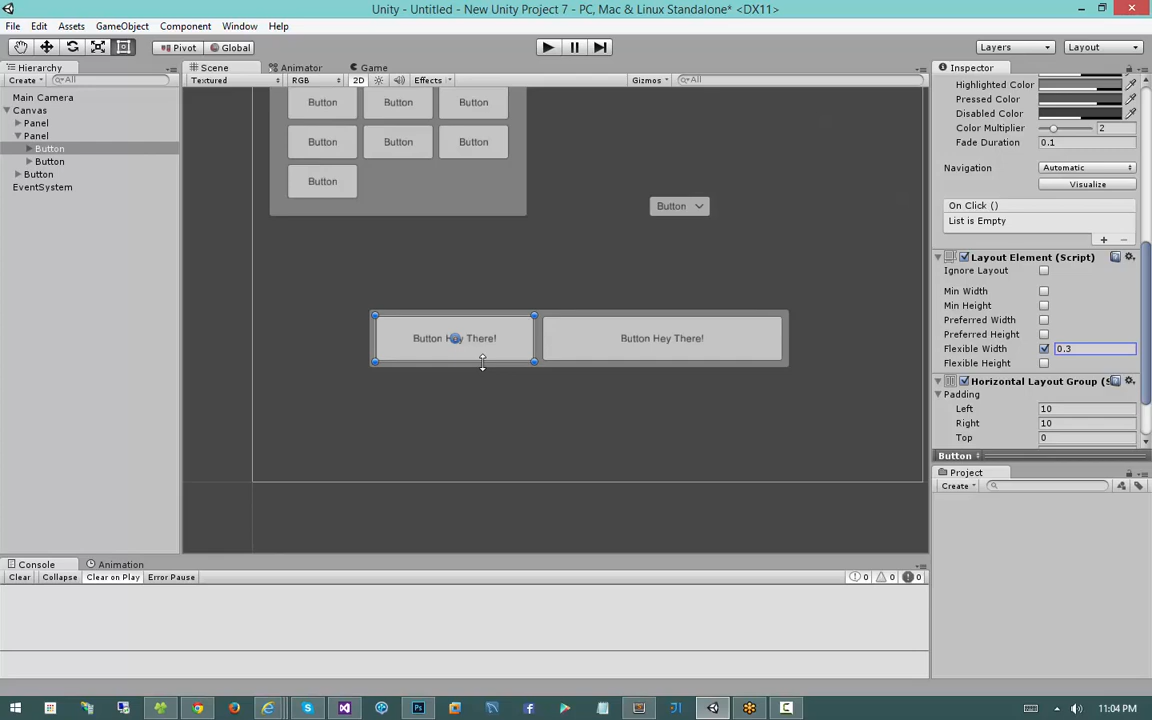 Unity - Untitled - New Unity Project 7 - PC, Mac & Linux Standalone* <DX11>
File Edit Assets GameObject Component Window Help
Pivot Global Layers Layout
Hierarchy Scene Animator Game Inspector
Create All Textured RGB 2D Effects Gizmos All
Main Camera
Canvas
Panel
Panel
Button
Button
Button
EventSystem
Button Button Button
Button Button Button
Button
Button
Button Hey There! Button Hey There!
Highlighted Color
Pressed Color
Disabled Color
Color Multiplier 2
Fade Duration 0.1
Navigation Automatic
Visualize
On Click ()
List is Empty
+ −
Layout Element (Script)
Ignore Layout
Min Width
Min Height
Preferred Width
Preferred Height
Flexible Width 0.3
Flexible Height
Horizontal Layout Group (S
Padding
Left 10
Right 10
Top 0
Button
Project
Create
Console Animation
Clear Collapse Clear on Play Error Pause 0 0 0
11:04 PM